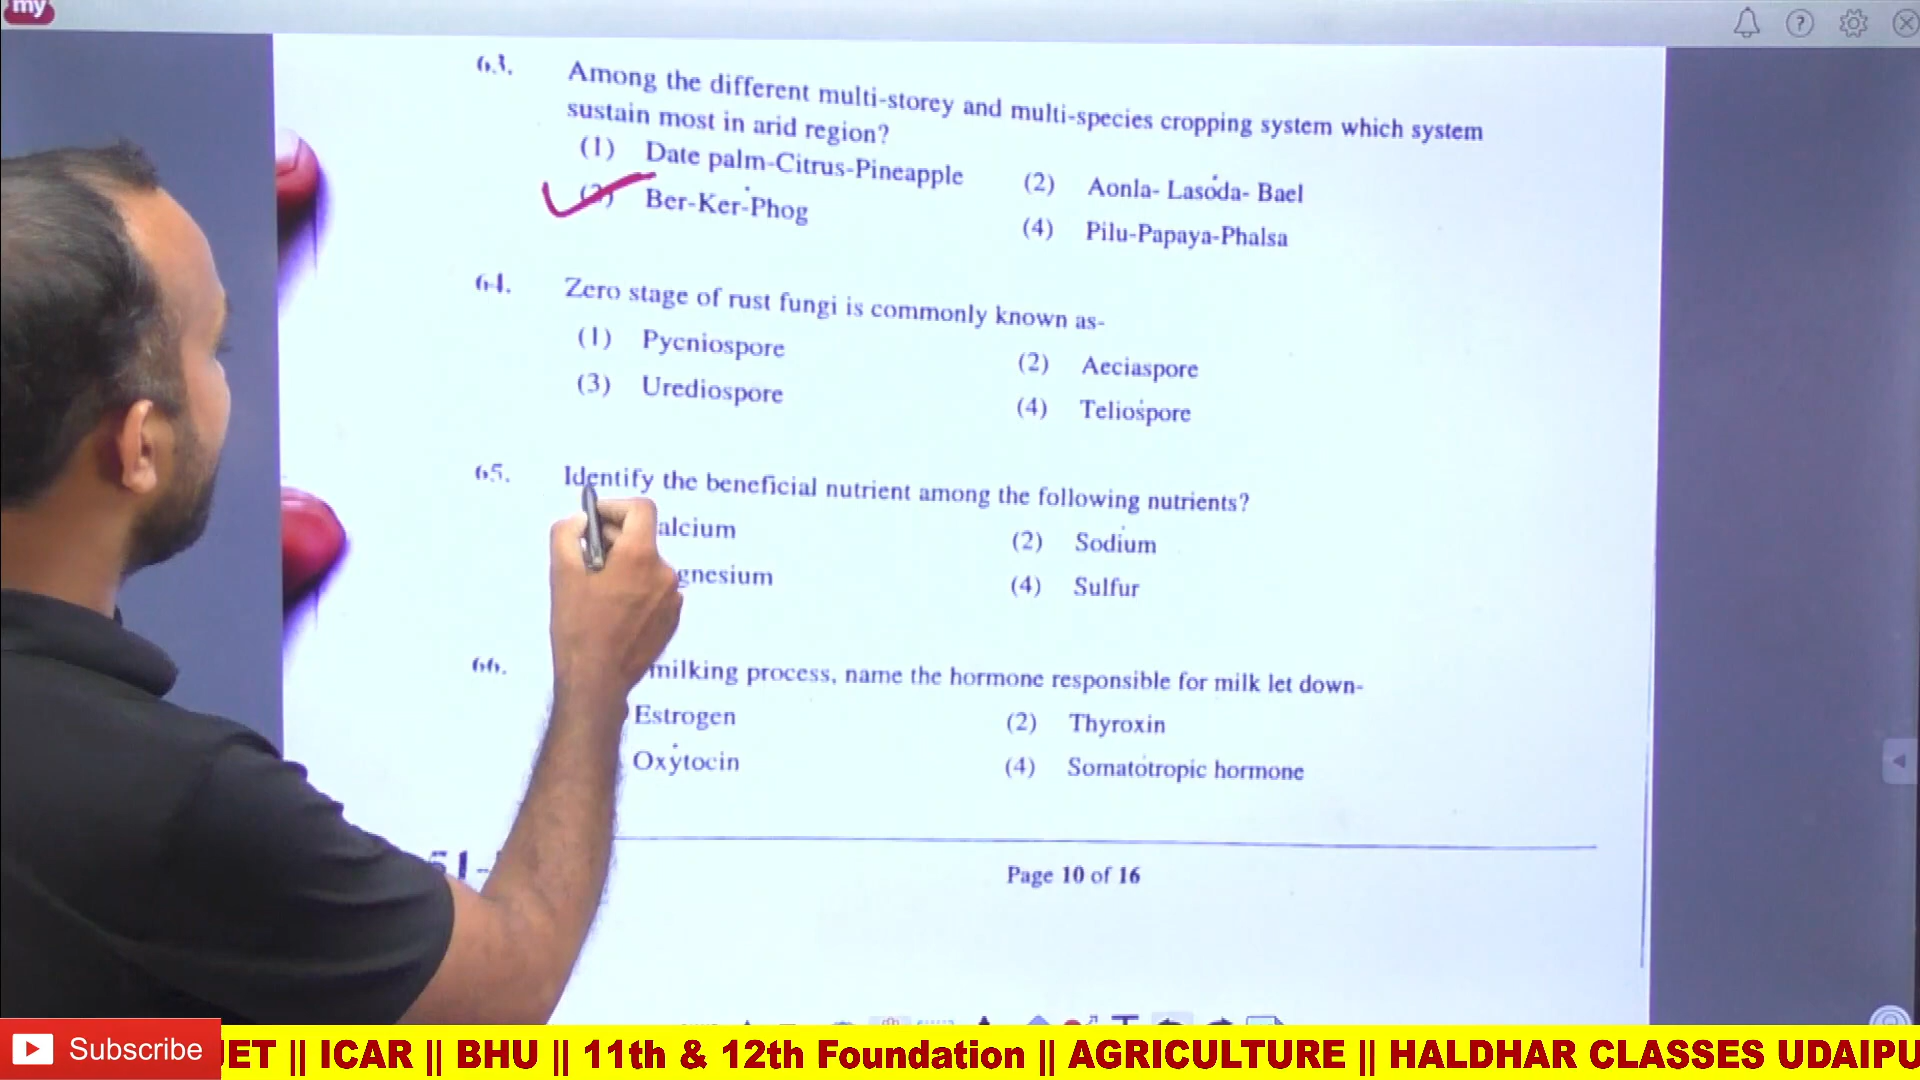 my
63. Among the different multi-storey and multi-species cropping system which system
sustain most in arid region?
(1) Date palm-Citrus-Pineapple (2) Aonla- Lasoda- Bael
(3) Ber-Ker-Phog (4) Pilu-Papaya-Phalsa
64. Zero stage of rust fungi is commonly known as-
(1) Pycniospore (2) Aeciaspore
(3) Urediospore (4) Teliospore
65. Identify the beneficial nutrient among the following nutrients?
alcium (2) Sodium
gnesium (4) Sulfur
66. milking process, name the hormone responsible for milk let down-
Estrogen (2) Thyroxin
Oxytocin (4) Somatotropic hormone
51-
Page 10 of 16
Subscribe JET || ICAR || BHU || 11th & 12th Foundation || AGRICULTURE || HALDHAR CLASSES UDAIPU